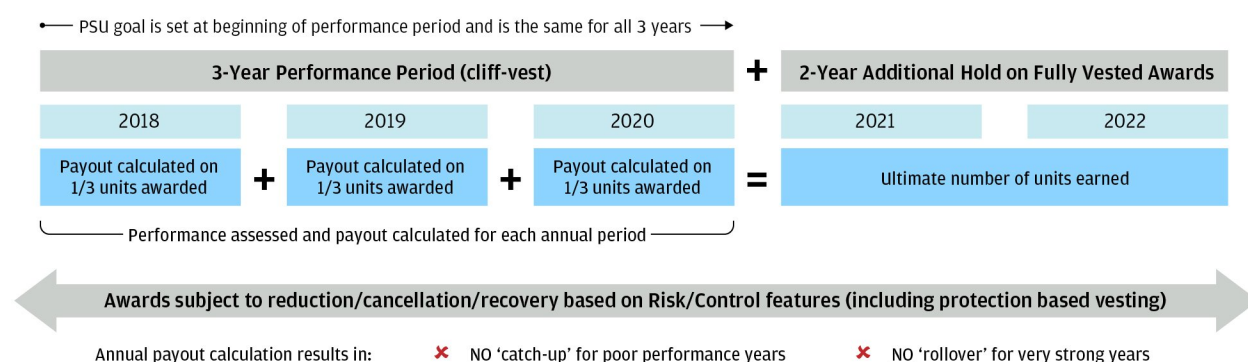 PSU goal is set at beginning of performance period and is the same for all 3 years
3-Year Performance Period (cliff-vest) + 2-Year Additional Hold on Fully Vested Awards
2018 2019 2020 2021 2022
Payout calculated on 1/3 units awarded + Payout calculated on 1/3 units awarded + Payout calculated on 1/3 units awarded = Ultimate number of units earned
Performance assessed and payout calculated for each annual period
Awards subject to reduction/cancellation/recovery based on Risk/Control features (including protection based vesting)
Annual payout calculation results in: ✘ NO ‘catch-up’ for poor performance years ✘ NO ‘rollover’ for very strong years